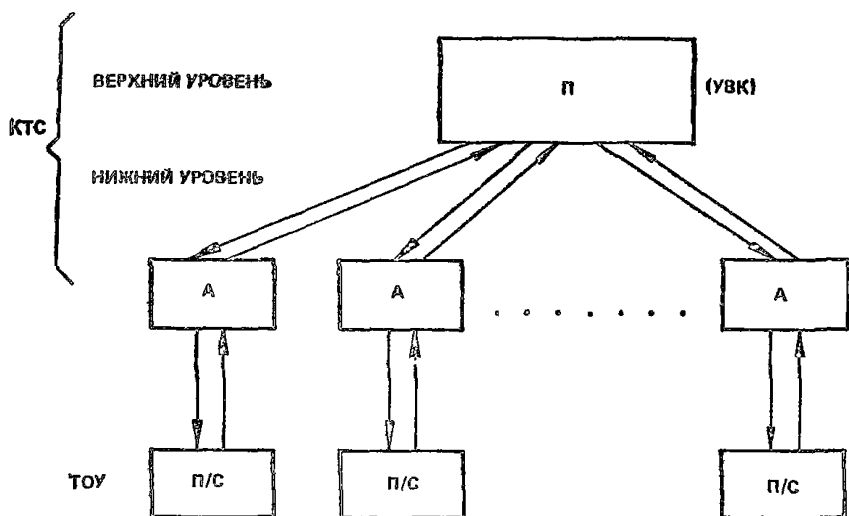 ВЕРХНИЙ УРОВЕНЬ
П
(УВК)
КТС
НИЖНИЙ УРОВЕНЬ
А
А
А
ТОУ
П/С
П/С
П/С